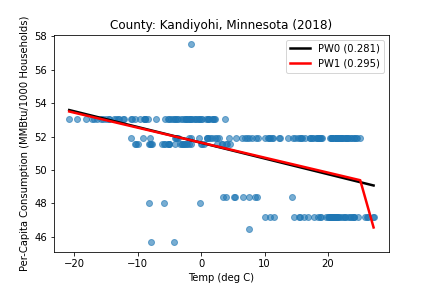 County: Kandiyohi, Minnesota (2018)
PW0 (0.281)
PW1 (0.295)
Per-Capita Consumption (MMBtu/1000 Households)
58
56
54
52
50
48
46
−20
−10
0
10
20
Temp (deg C)